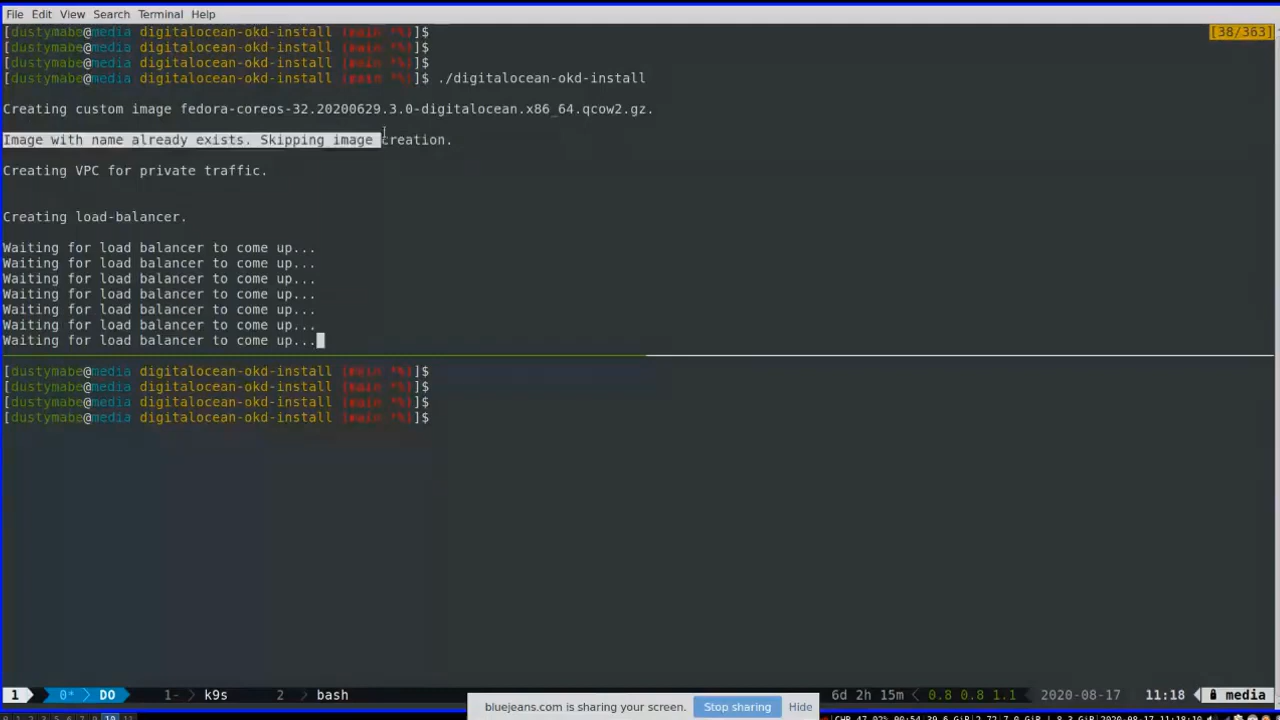 File Edit View Search Terminal Help
[dustymabe@media digitalocean-okd-install (main *%)]$ [38/363]
[dustymabe@media digitalocean-okd-install (main *%)]$
[dustymabe@media digitalocean-okd-install (main *%)]$
[dustymabe@media digitalocean-okd-install (main *%)]$ ./digitalocean-okd-install
Creating custom image fedora-coreos-32.20200629.3.0-digitalocean.x86_64.qcow2.gz.
Image with name already exists. Skipping image creation.
Creating VPC for private traffic.
Creating load-balancer.
Waiting for load balancer to come up...
Waiting for load balancer to come up...
Waiting for load balancer to come up...
Waiting for load balancer to come up...
Waiting for load balancer to come up...
Waiting for load balancer to come up...
Waiting for load balancer to come up...
[dustymabe@media digitalocean-okd-install (main *%)]$
[dustymabe@media digitalocean-okd-install (main *%)]$
[dustymabe@media digitalocean-okd-install (main *%)]$
[dustymabe@media digitalocean-okd-install (main *%)]$
1 0* DO 1- k9s 2 bash 6d 2h 15m < 0.8 0.8 1.1 < 2020-08-17 11:18 media
bluejeans.com is sharing your screen. Stop sharing Hide